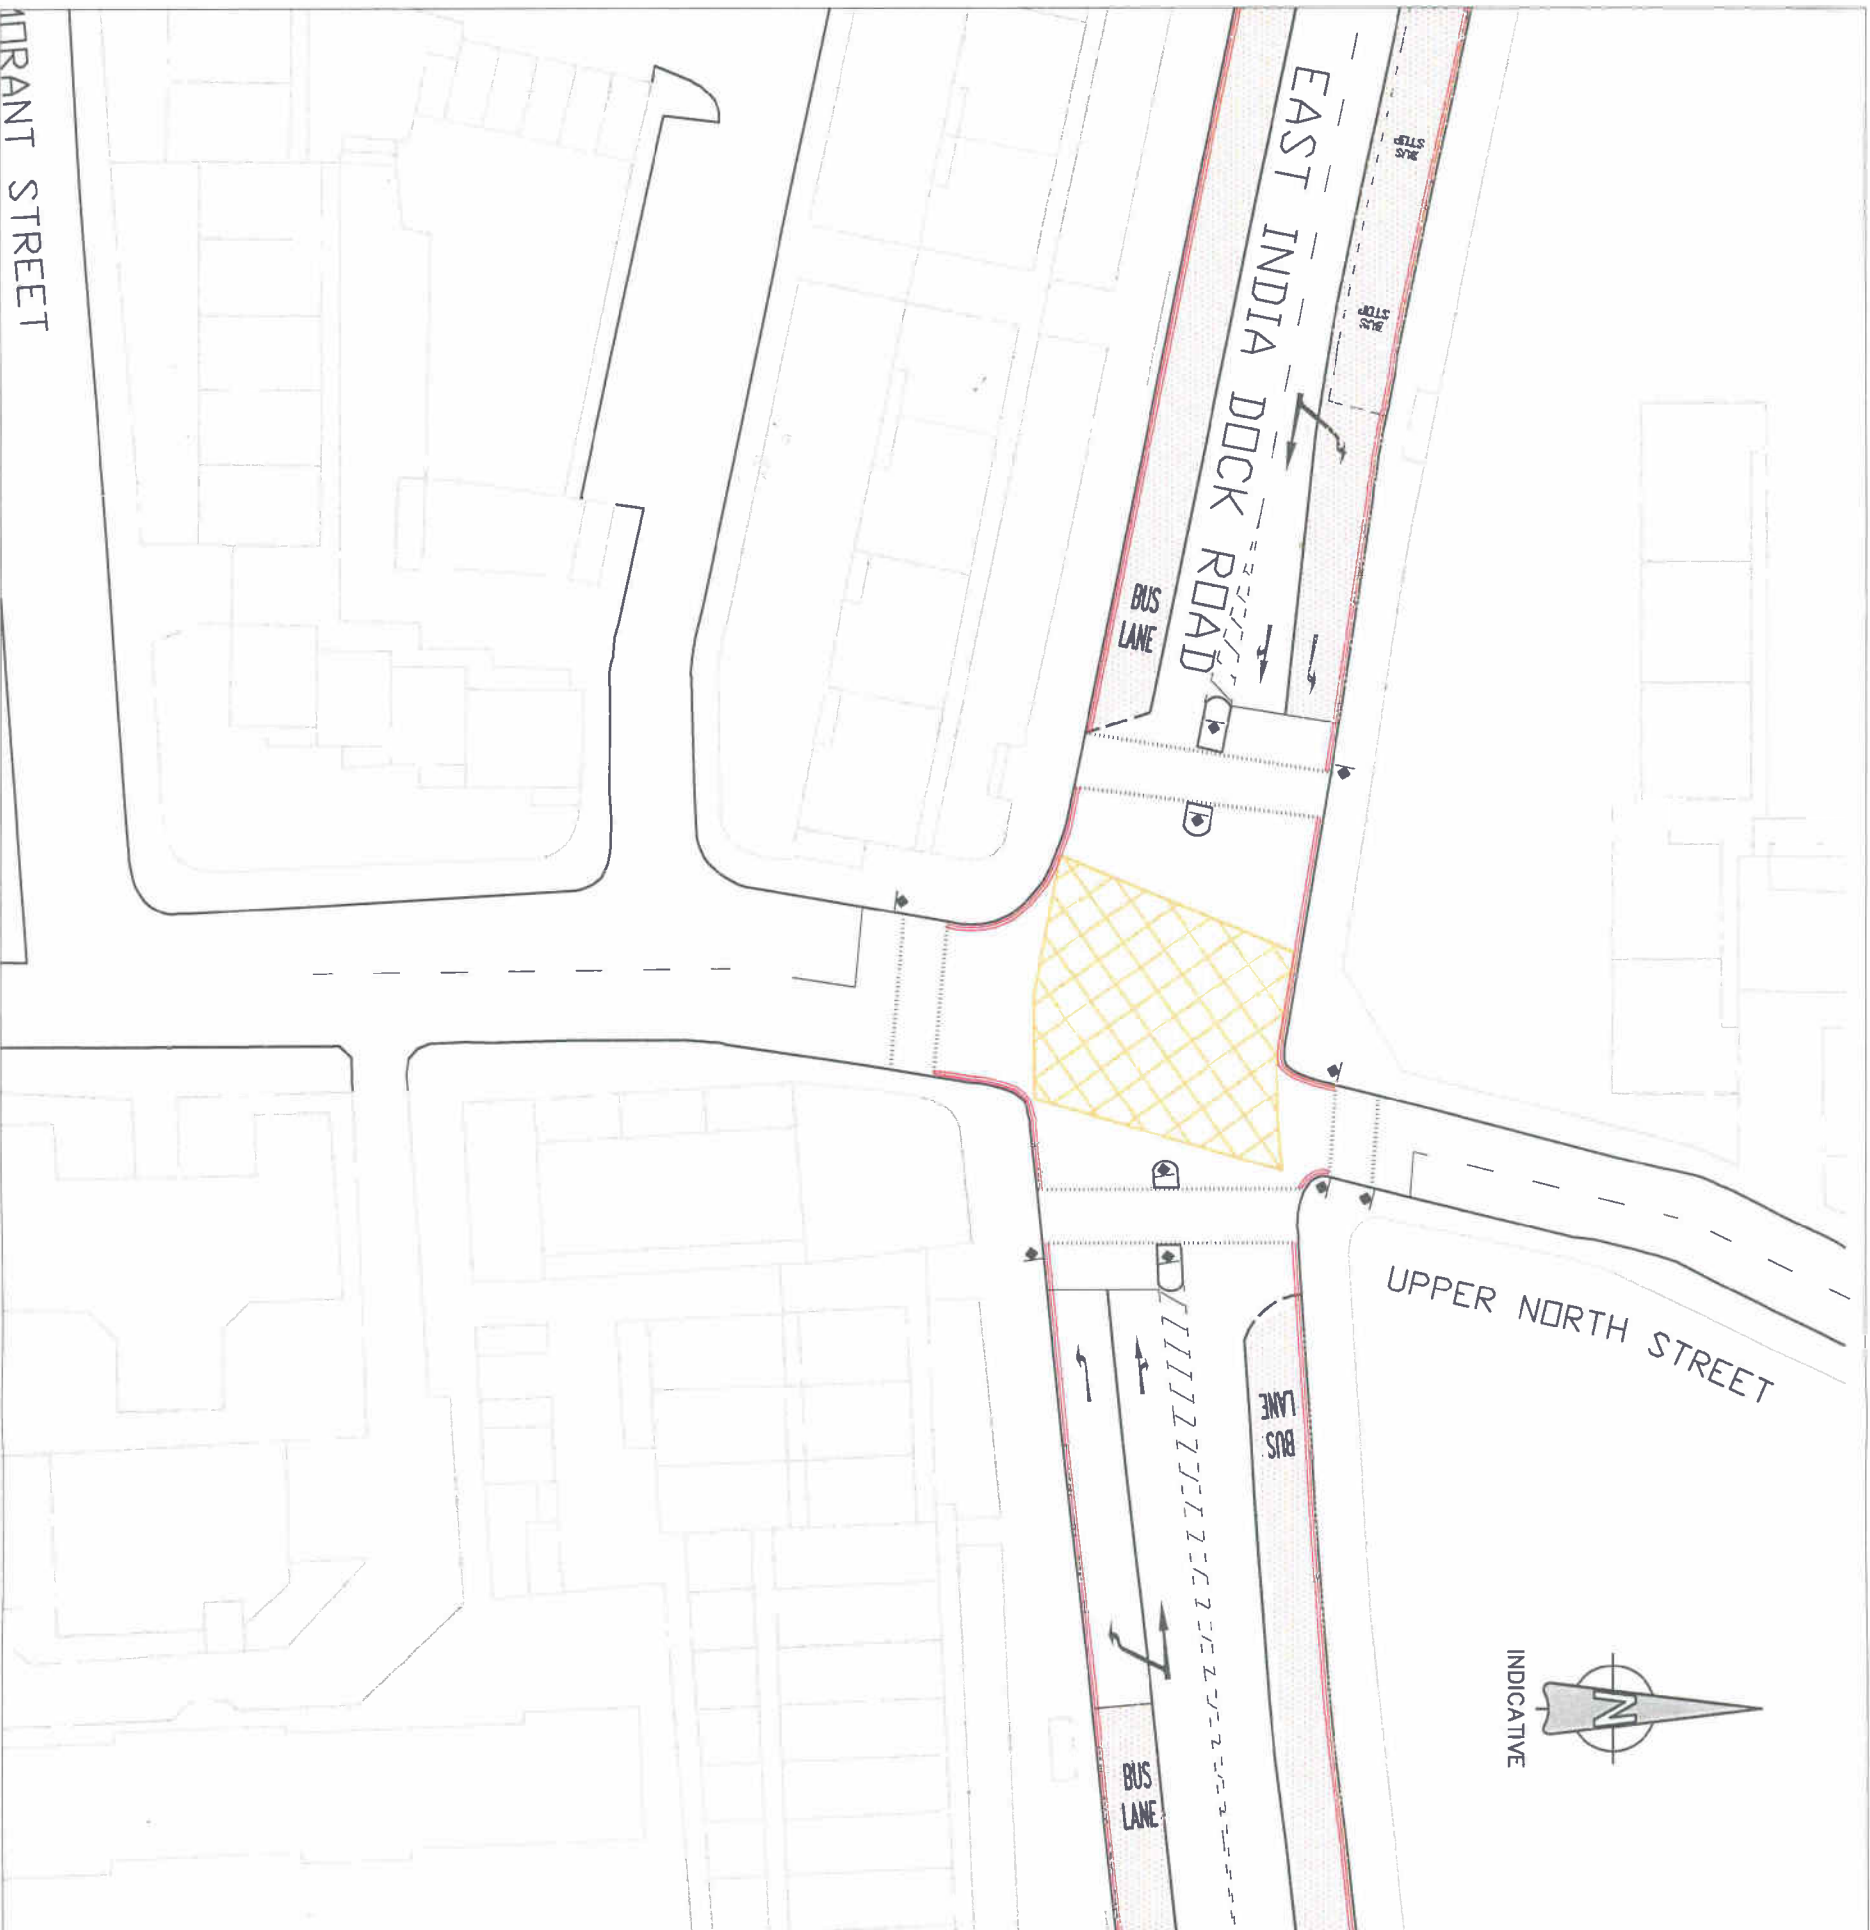 MORANT STREET
EAST INDIA DOCK ROAD
BUS
STOP
BUS
STOP
BUS
LANE
UPPER NORTH STREET
BUS
LANE
BUS
LANE
N
INDICATIVE